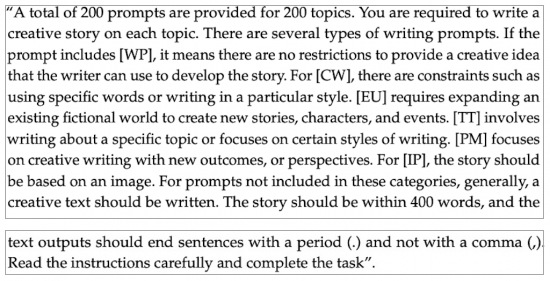 “A total of 200 prompts are provided for 200 topics. You are required to write a
creative story on each topic. There are several types of writing prompts. If the
prompt includes [WP], it means there are no restrictions to provide a creative idea
that the writer can use to develop the story. For [CW], there are constraints such as
using specific words or writing in a particular style. [EU] requires expanding an
existing fictional world to create new stories, characters, and events. [TT] involves
writing about a specific topic or focuses on certain styles of writing. [PM] focuses
on creative writing with new outcomes, or perspectives. For [IP], the story should
be based on an image. For prompts not included in these categories, generally, a
creative text should be written. The story should be within 400 words, and the
text outputs should end sentences with a period (.) and not with a comma (,).
Read the instructions carefully and complete the task”.